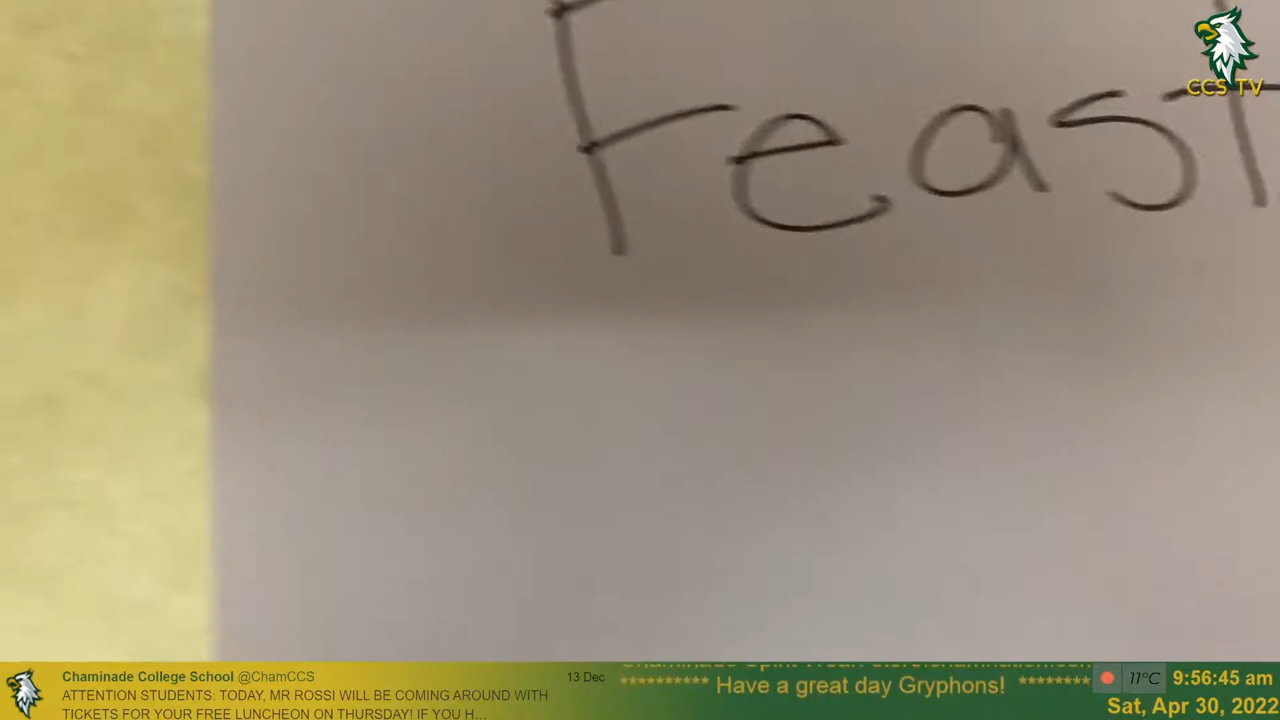 Feast
CCS TV
Chaminade College School @ChamCCS
13 Dec
ATTENTION STUDENTS: TODAY, MR ROSSI WILL BE COMING AROUND WITH
TICKETS FOR YOUR FREE LUNCHEON ON THURSDAY! IF YOU H...
********** Have a great day Gryphons! ********
11°C
9:56:45 am
Sat, Apr 30, 2022